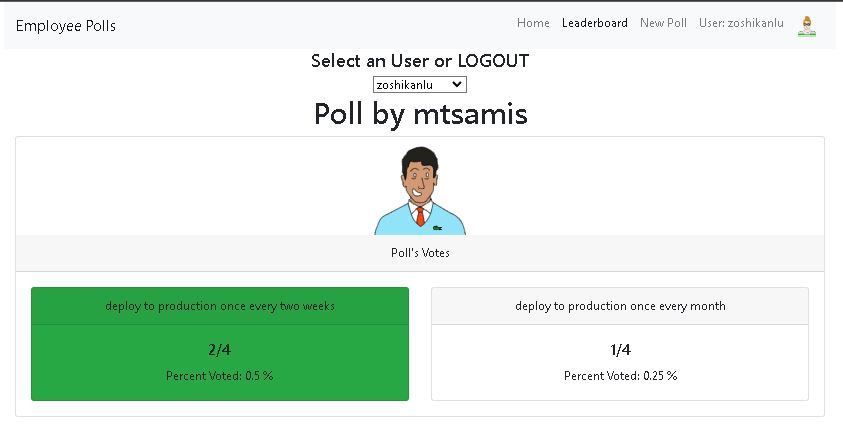 Employee Polls
Home Leaderboard New Poll User: zoshikanlu
Select an User or LOGOUT
zoshikanlu
Poll by mtsamis
Poll's Votes
deploy to production once every two weeks
2/4
Percent Voted: 0.5 %
deploy to production once every month
1/4
Percent Voted: 0.25 %